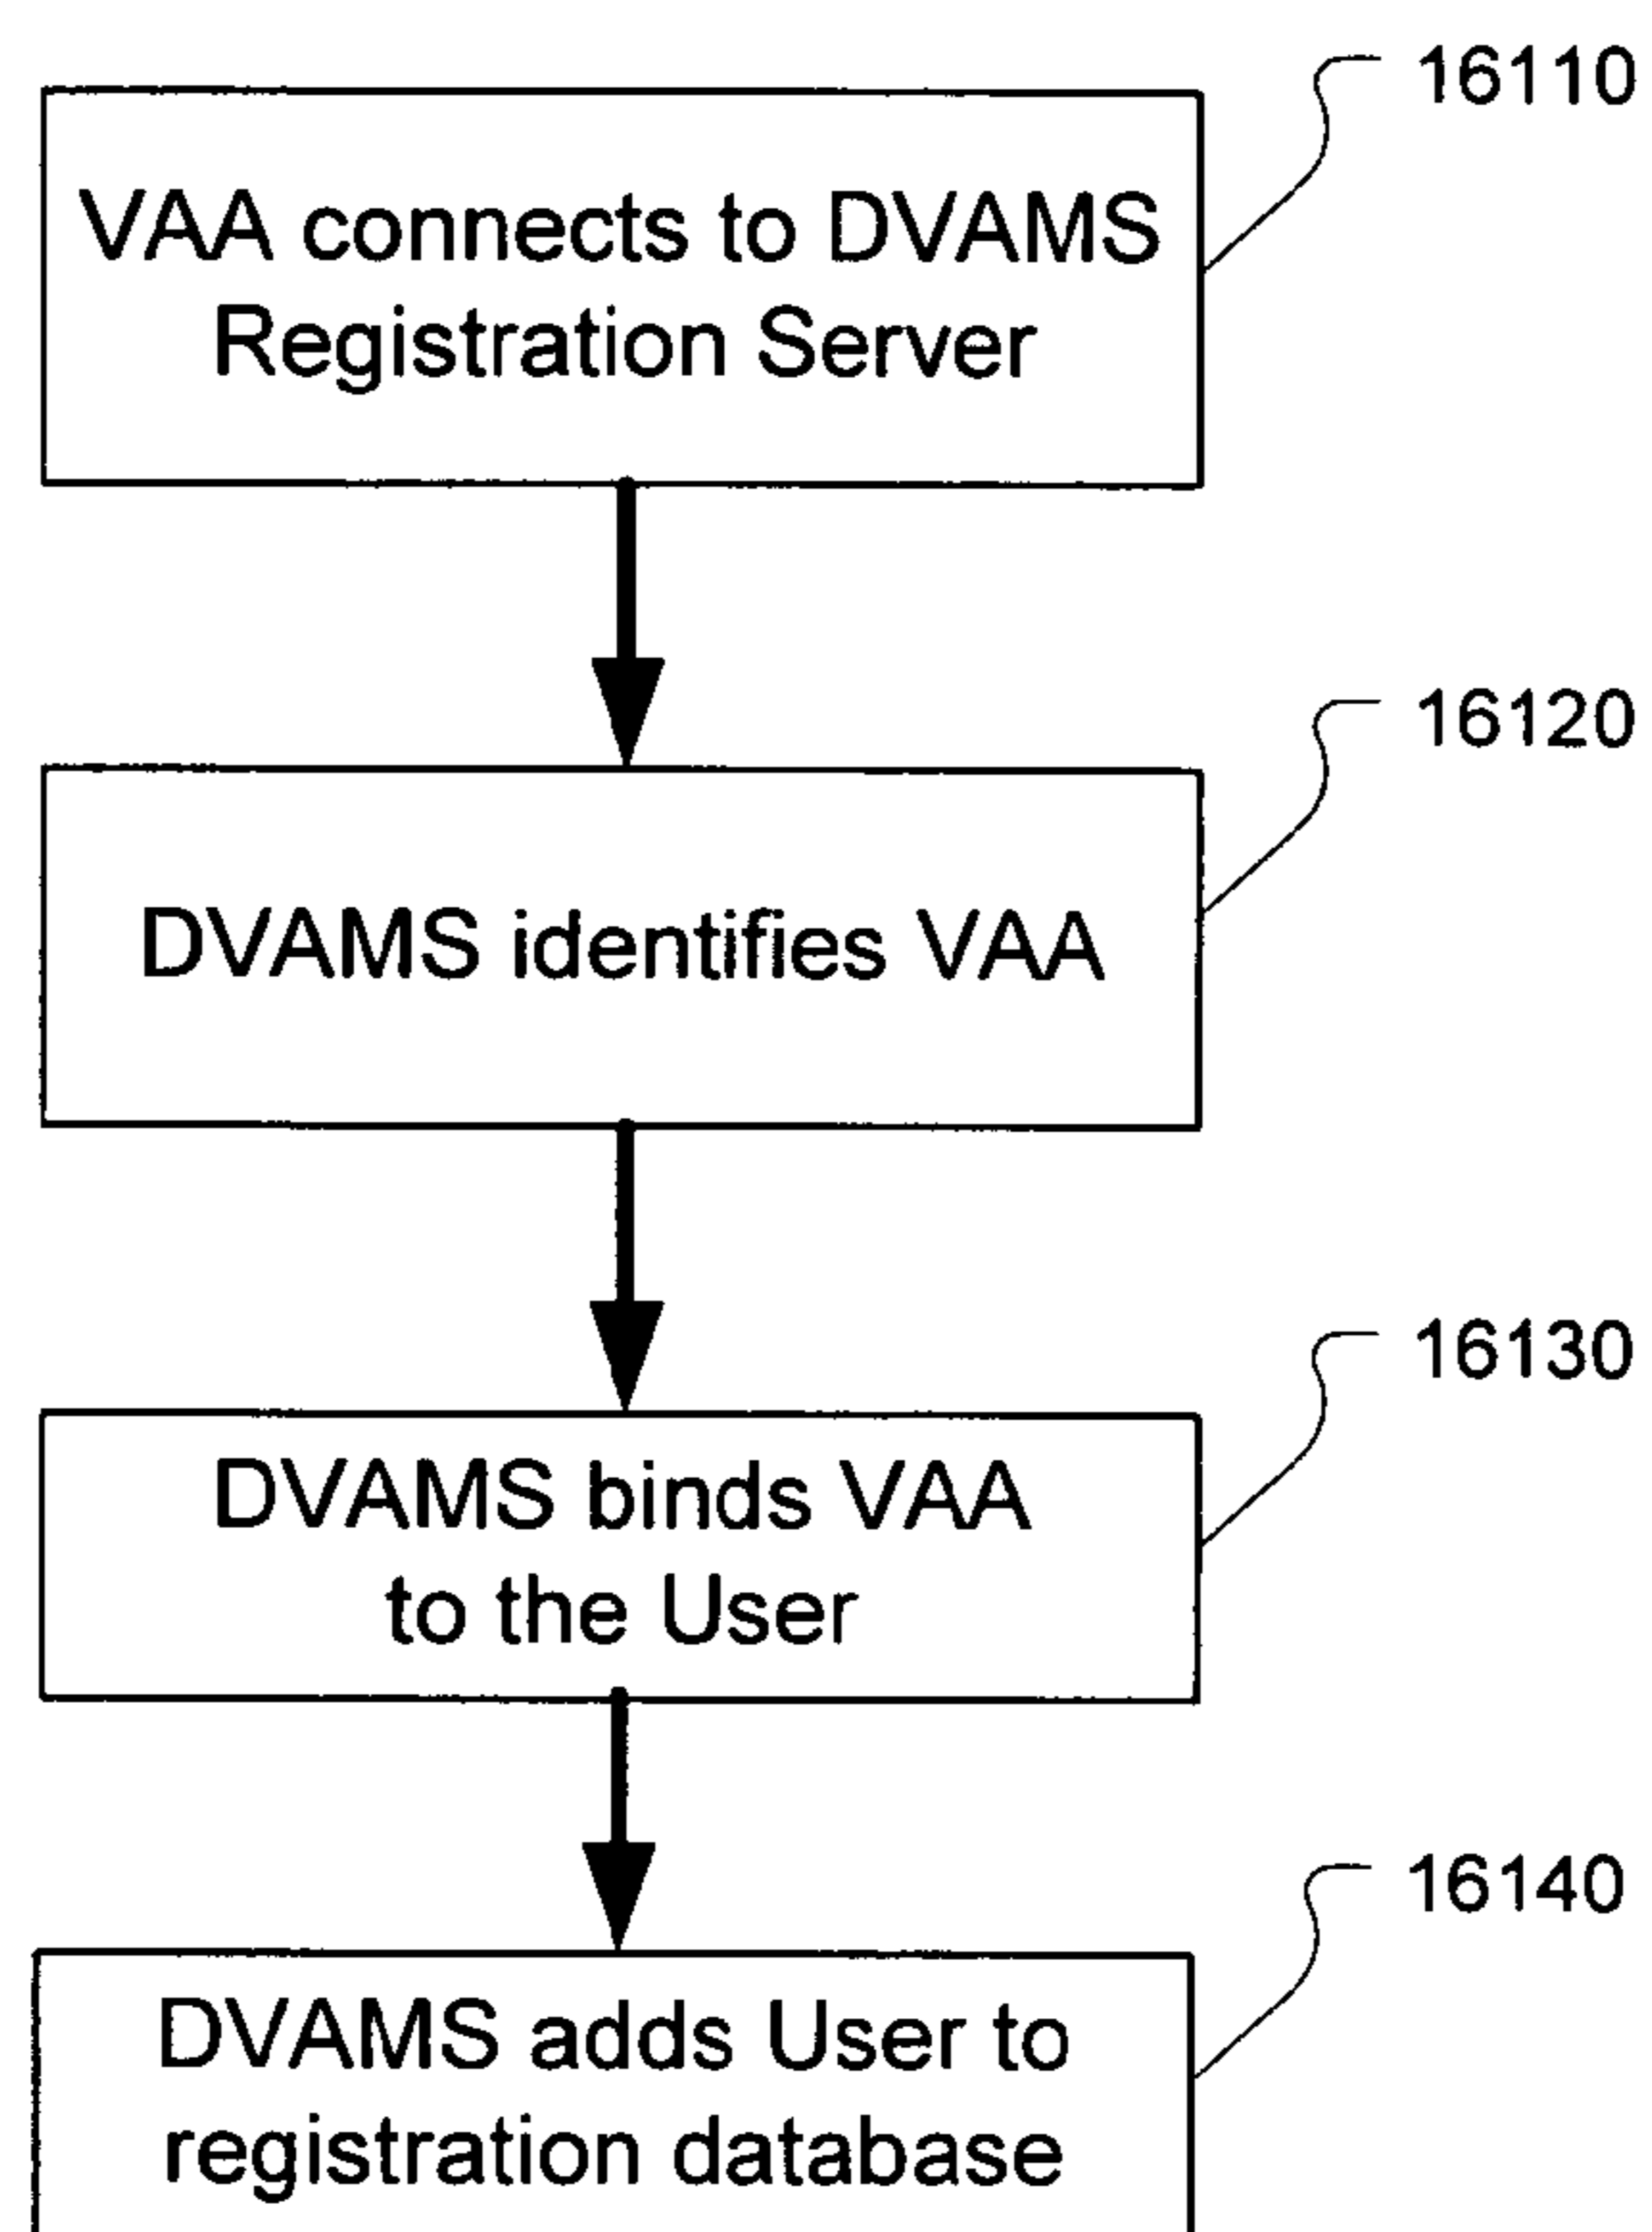 16110
VAA connects to DVAMS
Registration Server
16120
DVAMS identifies VAA
16130
DVAMS binds VAA
to the User
16140
DVAMS adds User to
registration database